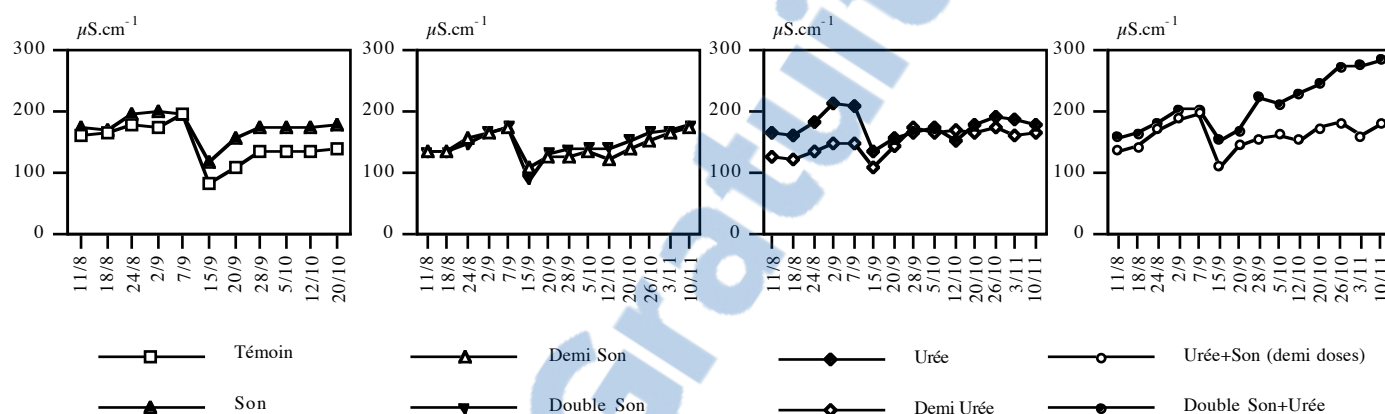 µS.cm-1 µS.cm-1 µS.cm-1 µS.cm-1
300 300 300 300
200 200 200 200
100 100 100 100
0 0 0 0
11/8 18/8 24/8 2/9 7/9 15/9 20/9 28/9 5/10 12/10 20/10
11/8 18/8 24/8 2/9 7/9 15/9 20/9 28/9 5/10 12/10 20/10 26/10 3/11 10/11
11/8 18/8 24/8 2/9 7/9 15/9 20/9 28/9 5/10 12/10 20/10 26/10 3/11 10/11
11/8 18/8 24/8 2/9 7/9 15/9 20/9 28/9 5/10 12/10 20/10 26/10 3/11 10/11
Témoin Demi Son Urée Urée+Son (demi doses)
Son Double Son Demi Urée Double Son+Urée
Gratuit